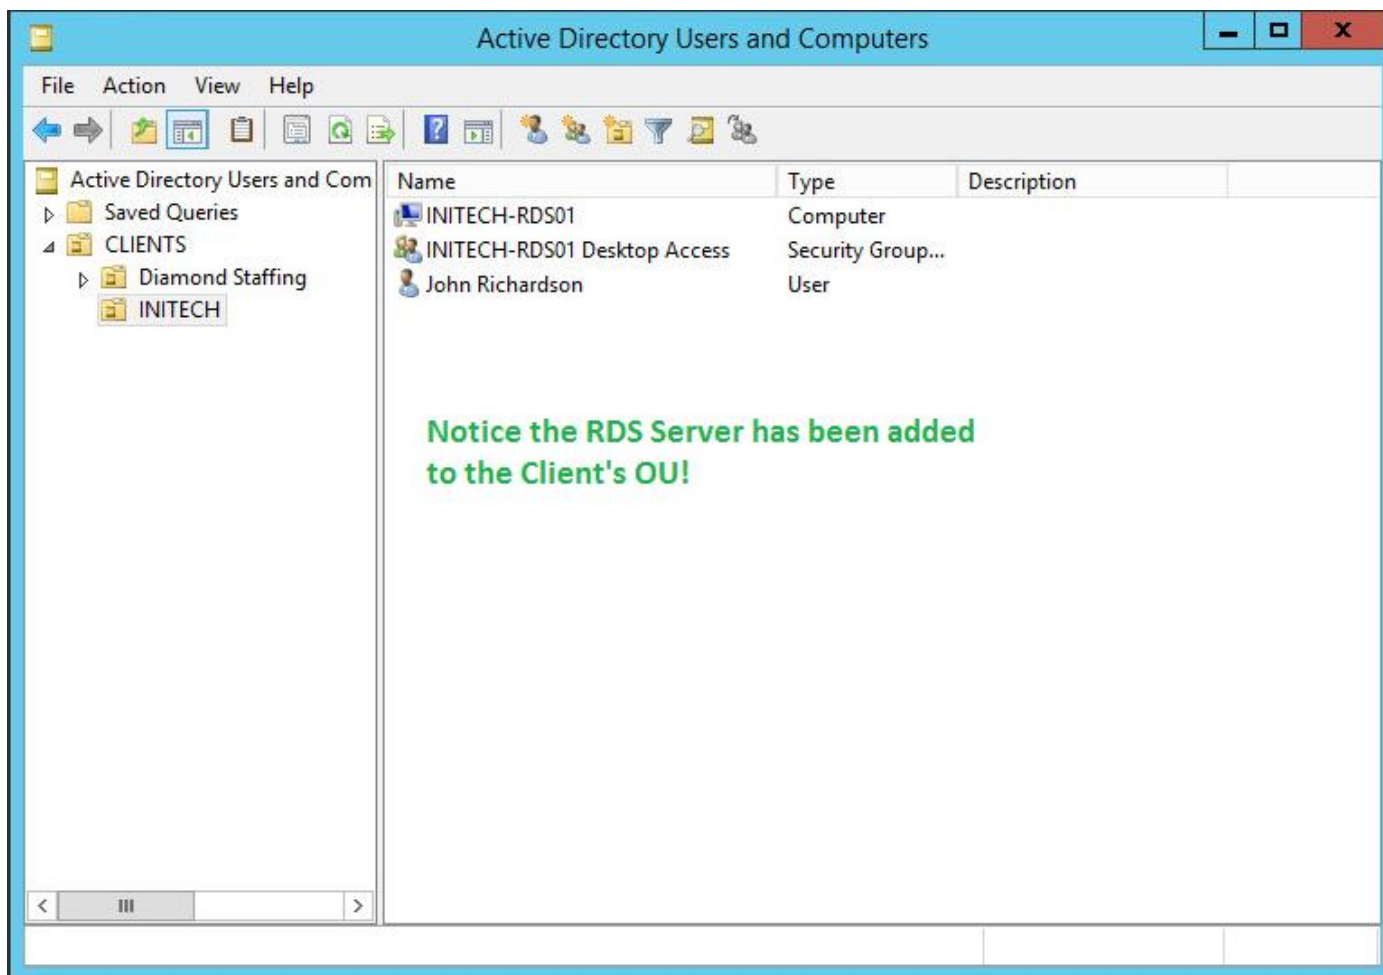 Active Directory Users and Computers
File Action View Help
Active Directory Users and Com
Saved Queries
CLIENTS
Diamond Staffing
INITECH
Name Type Description
INITECH-RDS01 Computer
INITECH-RDS01 Desktop Access Security Group...
John Richardson User
Notice the RDS Server has been added
to the Client's OU!